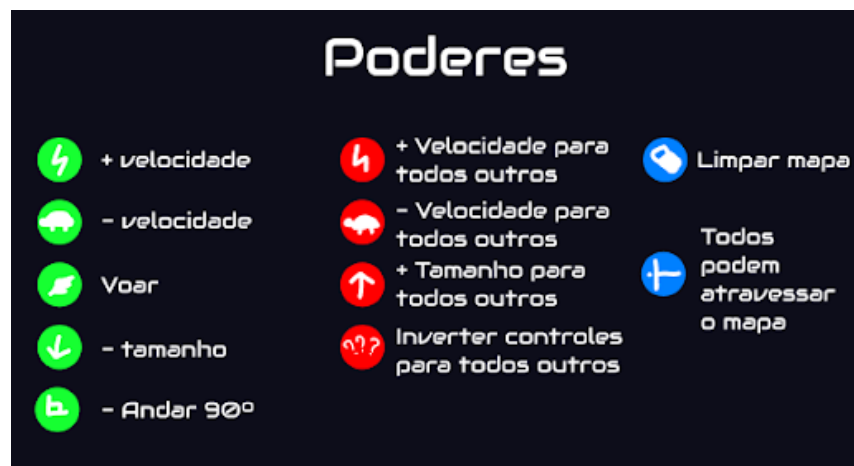 Poderes
+ velocidade
- velocidade
Voar
- tamanho
- Andar 90º
+ Velocidade para
todos outros
- Velocidade para
todos outros
+ Tamanho para
todos outros
???
Inverter controles
para todos outros
Limpar mapa
Todos
podem
atravessar
o mapa